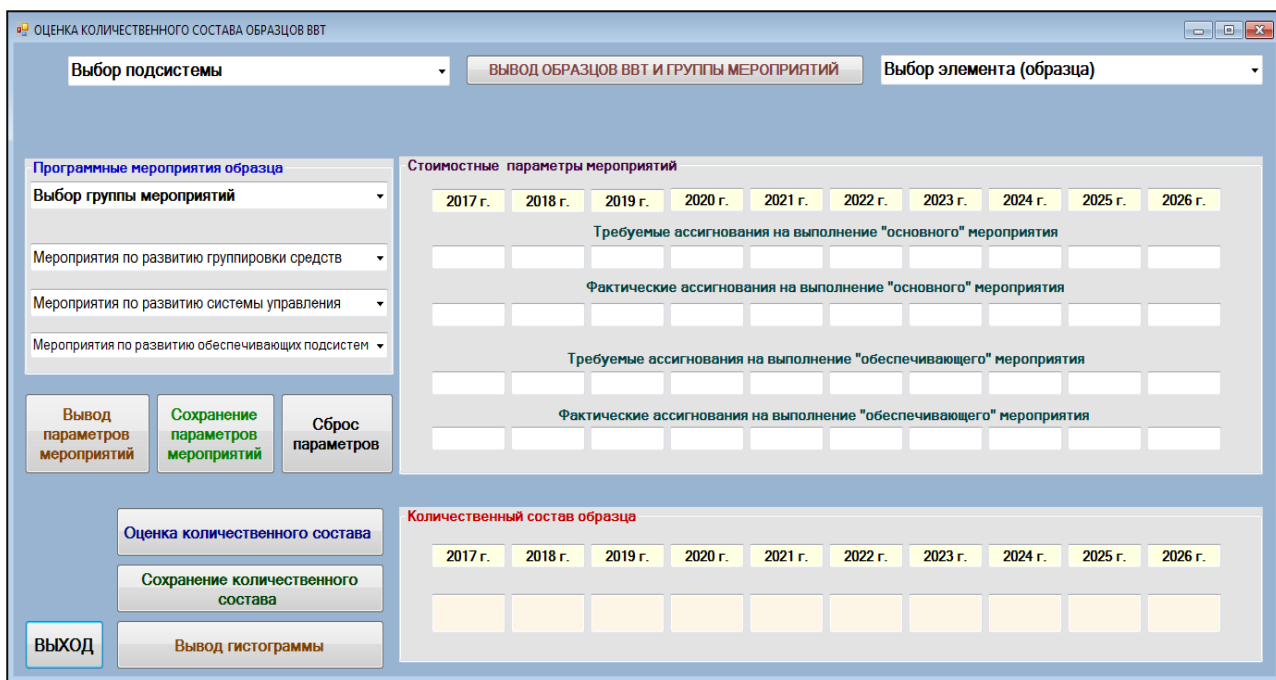 ОЦЕНКА КОЛИЧЕСТВЕННОГО СОСТАВА ОБРАЗЦОВ ВВТ
Выбор подсистемы
ВЫВОД ОБРАЗЦОВ ВВТ И ГРУППЫ МЕРОПРИЯТИЙ
Выбор элемента (образца)
Программные мероприятия образца
Выбор группы мероприятий
Мероприятия по развитию группировки средств
Мероприятия по развитию системы управления
Мероприятия по развитию обеспечивающих подсистем
Стоимостные параметры мероприятий
2017 г. 2018 г. 2019 г. 2020 г. 2021 г. 2022 г. 2023 г. 2024 г. 2025 г. 2026 г.
Требуемые ассигнования на выполнение "основного" мероприятия
Фактические ассигнования на выполнение "основного" мероприятия
Требуемые ассигнования на выполнение "обеспечивающего" мероприятия
Фактические ассигнования на выполнение "обеспечивающего" мероприятия
Вывод
параметров
мероприятий
Сохранение
параметров
мероприятий
Сброс
параметров
Оценка количественного состава
Сохранение количественного
состава
ВЫХОД
Вывод гистограммы
Количественный состав образца
2017 г. 2018 г. 2019 г. 2020 г. 2021 г. 2022 г. 2023 г. 2024 г. 2025 г. 2026 г.